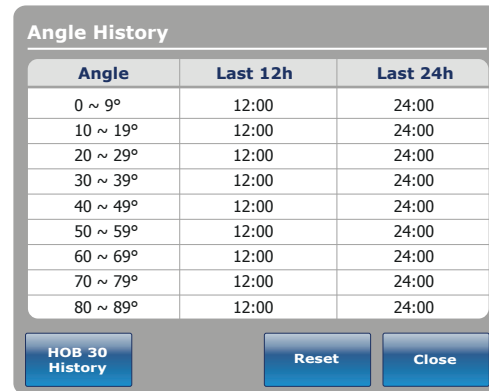 Angle History
Angle Last 12h Last 24h
0 ~ 9° 12:00 24:00
10 ~ 19° 12:00 24:00
20 ~ 29° 12:00 24:00
30 ~ 39° 12:00 24:00
40 ~ 49° 12:00 24:00
50 ~ 59° 12:00 24:00
60 ~ 69° 12:00 24:00
70 ~ 79° 12:00 24:00
80 ~ 89° 12:00 24:00
HOB 30
History
Reset
Close